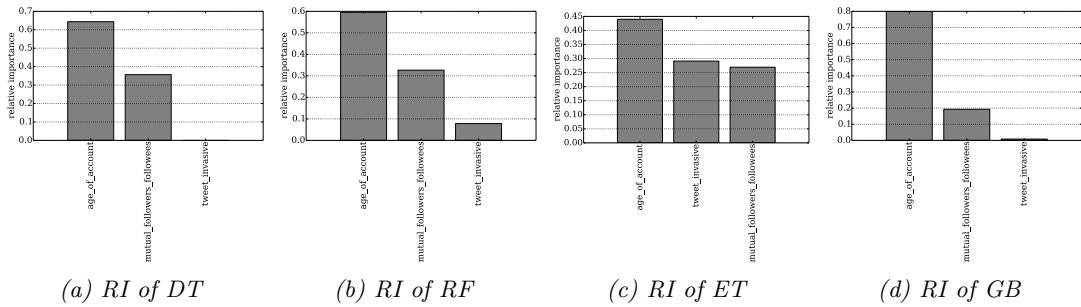 relative importance
0.7
0.6
0.5
0.4
0.3
0.2
0.1
0.0
age_of_account
mutual_followees
tweet_invasive
(a) RI of DT
relative importance
0.6
0.5
0.4
0.3
0.2
0.1
0.0
age_of_account
mutual_followers_followees
tweet_invasive
(b) RI of RF
relative importance
0.45
0.40
0.35
0.30
0.25
0.20
0.15
0.10
0.05
0.00
age_of_account
tweet_invasive
mutual_followers_followees
(c) RI of ET
relative importance
0.8
0.7
0.6
0.5
0.4
0.3
0.2
0.1
0.0
age_of_account
mutual_followers_followees
tweet_invasive
(d) RI of GB